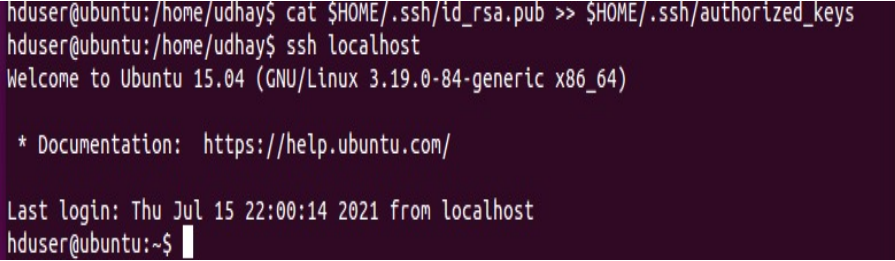 hduser@ubuntu:/home/udhay$ cat $HOME/.ssh/id_rsa.pub >> $HOME/.ssh/authorized_keys
hduser@ubuntu:/home/udhay$ ssh localhost
Welcome to Ubuntu 15.04 (GNU/Linux 3.19.0-84-generic x86_64)
* Documentation:  https://help.ubuntu.com/
Last login: Thu Jul 15 22:00:14 2021 from localhost
hduser@ubuntu:~$